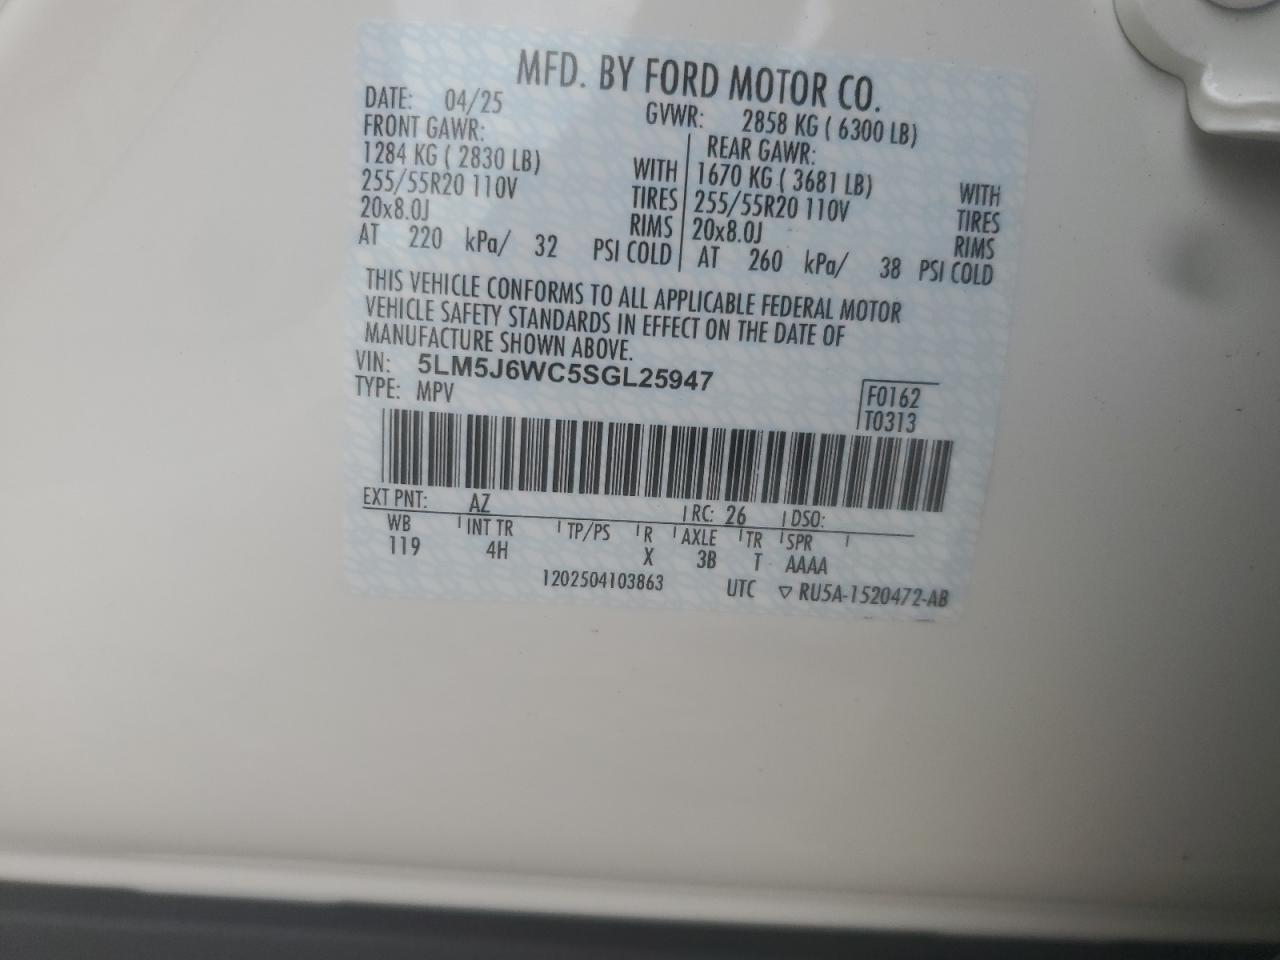 MFD. BY FORD MOTOR CO.
DATE: 04/25 GVWR: 2858 KG ( 6300 LB)
FRONT GAWR: REAR GAWR:
1284 KG ( 2830 LB) WITH 1670 KG ( 3681 LB) WITH
255/55R20 110V TIRES 255/55R20 110V TIRES
20x8.0J RIMS 20x8.0J RIMS
AT 220 kPa/ 32 PSI COLD AT 260 kPa/ 38 PSI COLD
THIS VEHICLE CONFORMS TO ALL APPLICABLE FEDERAL MOTOR
VEHICLE SAFETY STANDARDS IN EFFECT ON THE DATE OF
MANUFACTURE SHOWN ABOVE.
VIN: 5LM5J6WC5SGL25947
TYPE: MPV
F0162
T0313
EXT PNT: AZ RC: 26 DSO:
WB INT TR TP/PS R AXLE TR SPR
119 4H X 3B T AAAA
1202504103863 UTC ▽ RU5A-1520472-AB